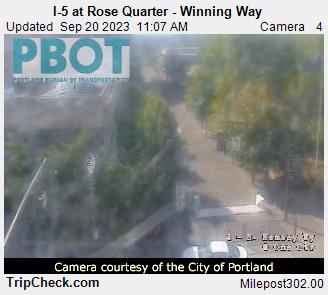 I-5 at Rose Quarter - Winning Way
Updated Sep 20 2023 11:07 AM Camera 4
PBOT
PORTLAND BUREAU OF TRANSPORTATION
Camera courtesy of the City of Portland
TripCheck.com Milepost302.00